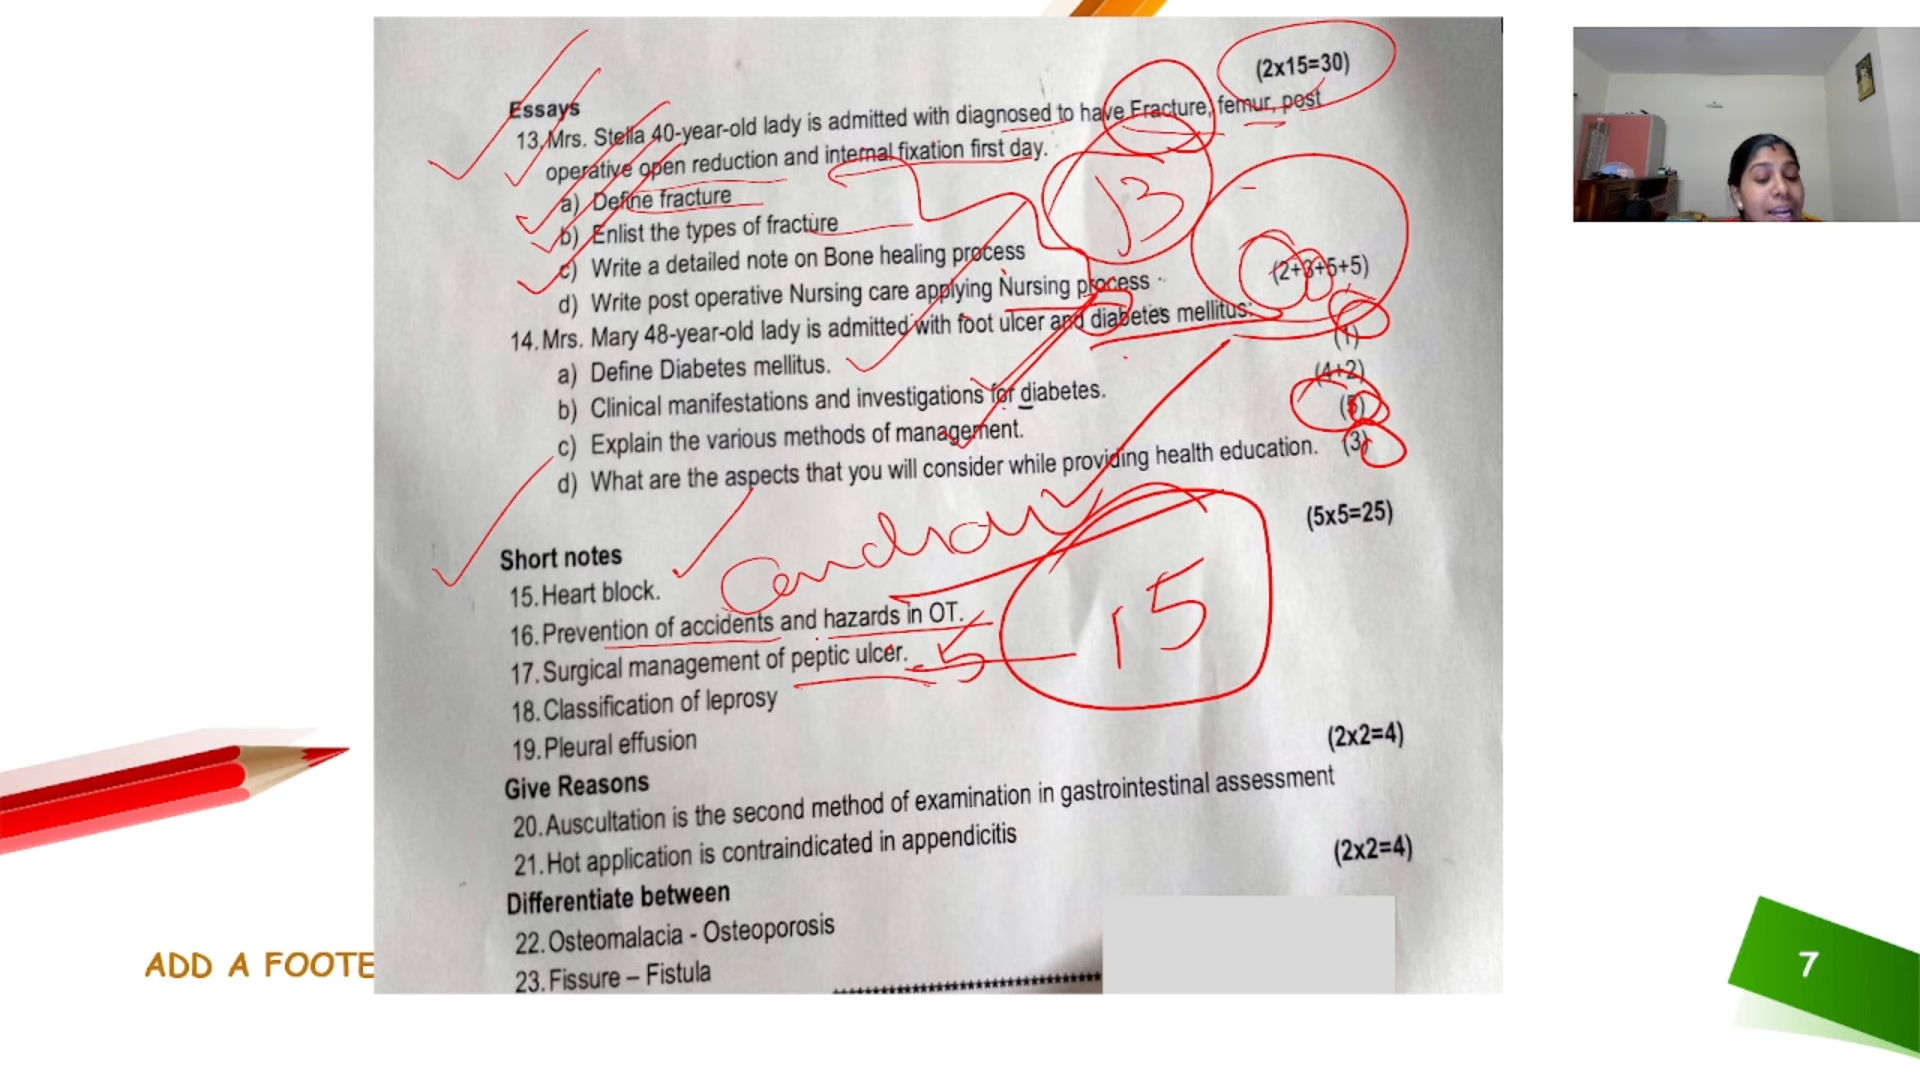 (2x15=30)
Essays
13.Mrs. Stella 40-year-old lady is admitted with diagnosed to have Fracture, femur, post
operative open reduction and internal fixation first day.
a) Define fracture
b) Enlist the types of fracture
c) Write a detailed note on Bone healing process
d) Write post operative Nursing care applying Nursing process
(2+3+5+5)
14.Mrs. Mary 48-year-old lady is admitted with foot ulcer and diabetes mellitus:
a) Define Diabetes mellitus.
(1)
b) Clinical manifestations and investigations for diabetes.
(4+2)
c) Explain the various methods of management.
(5)
d) What are the aspects that you will consider while providing health education. (3)
13
(5x5=25)
Short notes
15.Heart block.
16.Prevention of accidents and hazards in OT.
17.Surgical management of peptic ulcer. 5
15
18.Classification of leprosy
19.Pleural effusion
(2x2=4)
Give Reasons
20.Auscultation is the second method of examination in gastrointestinal assessment
21.Hot application is contraindicated in appendicitis
(2x2=4)
Differentiate between
22.Osteomalacia - Osteoporosis
23.Fissure – Fistula
ADD A FOOTE
7